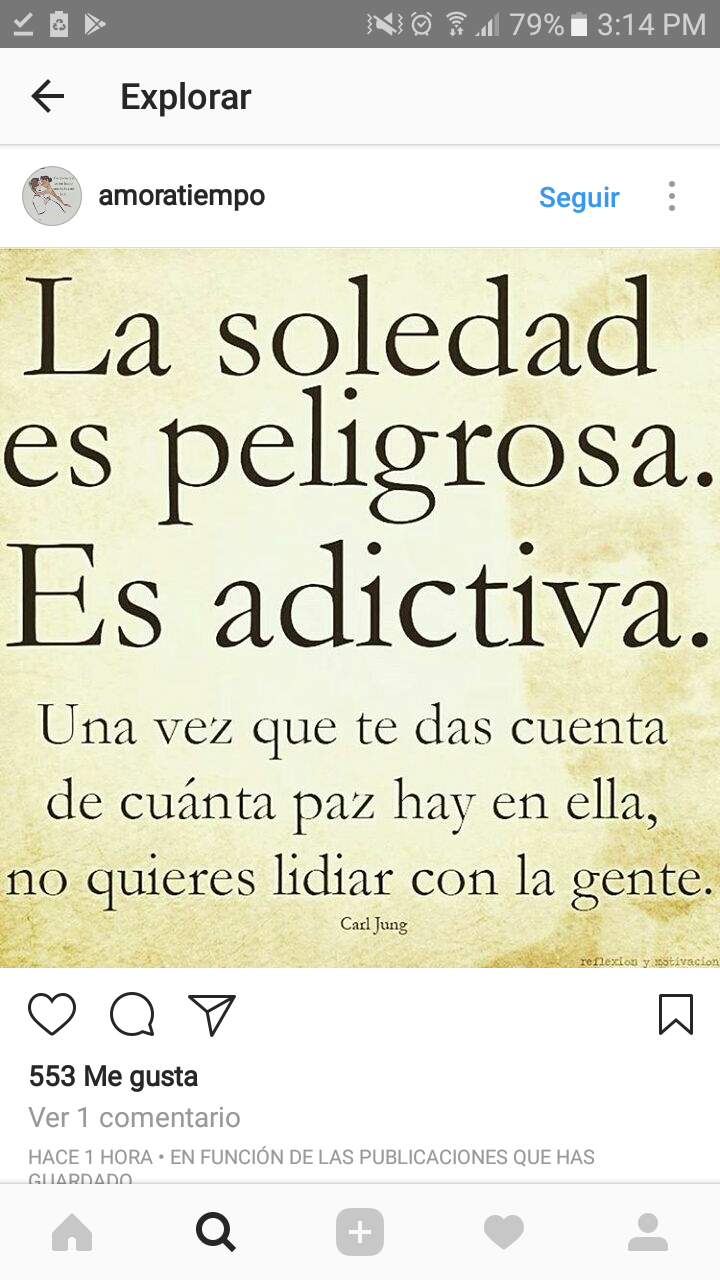 79% 3:14 PM
Explorar
amoratiempo
Seguir
La soledad
es peligrosa.
Es adictiva.
Una vez que te das cuenta
de cuánta paz hay en ella,
no quieres lidiar con la gente.
Carl Jung
reflexion y motivacion
553 Me gusta
Ver 1 comentario
HACE 1 HORA • EN FUNCIÓN DE LAS PUBLICACIONES QUE HAS
GUARDADO